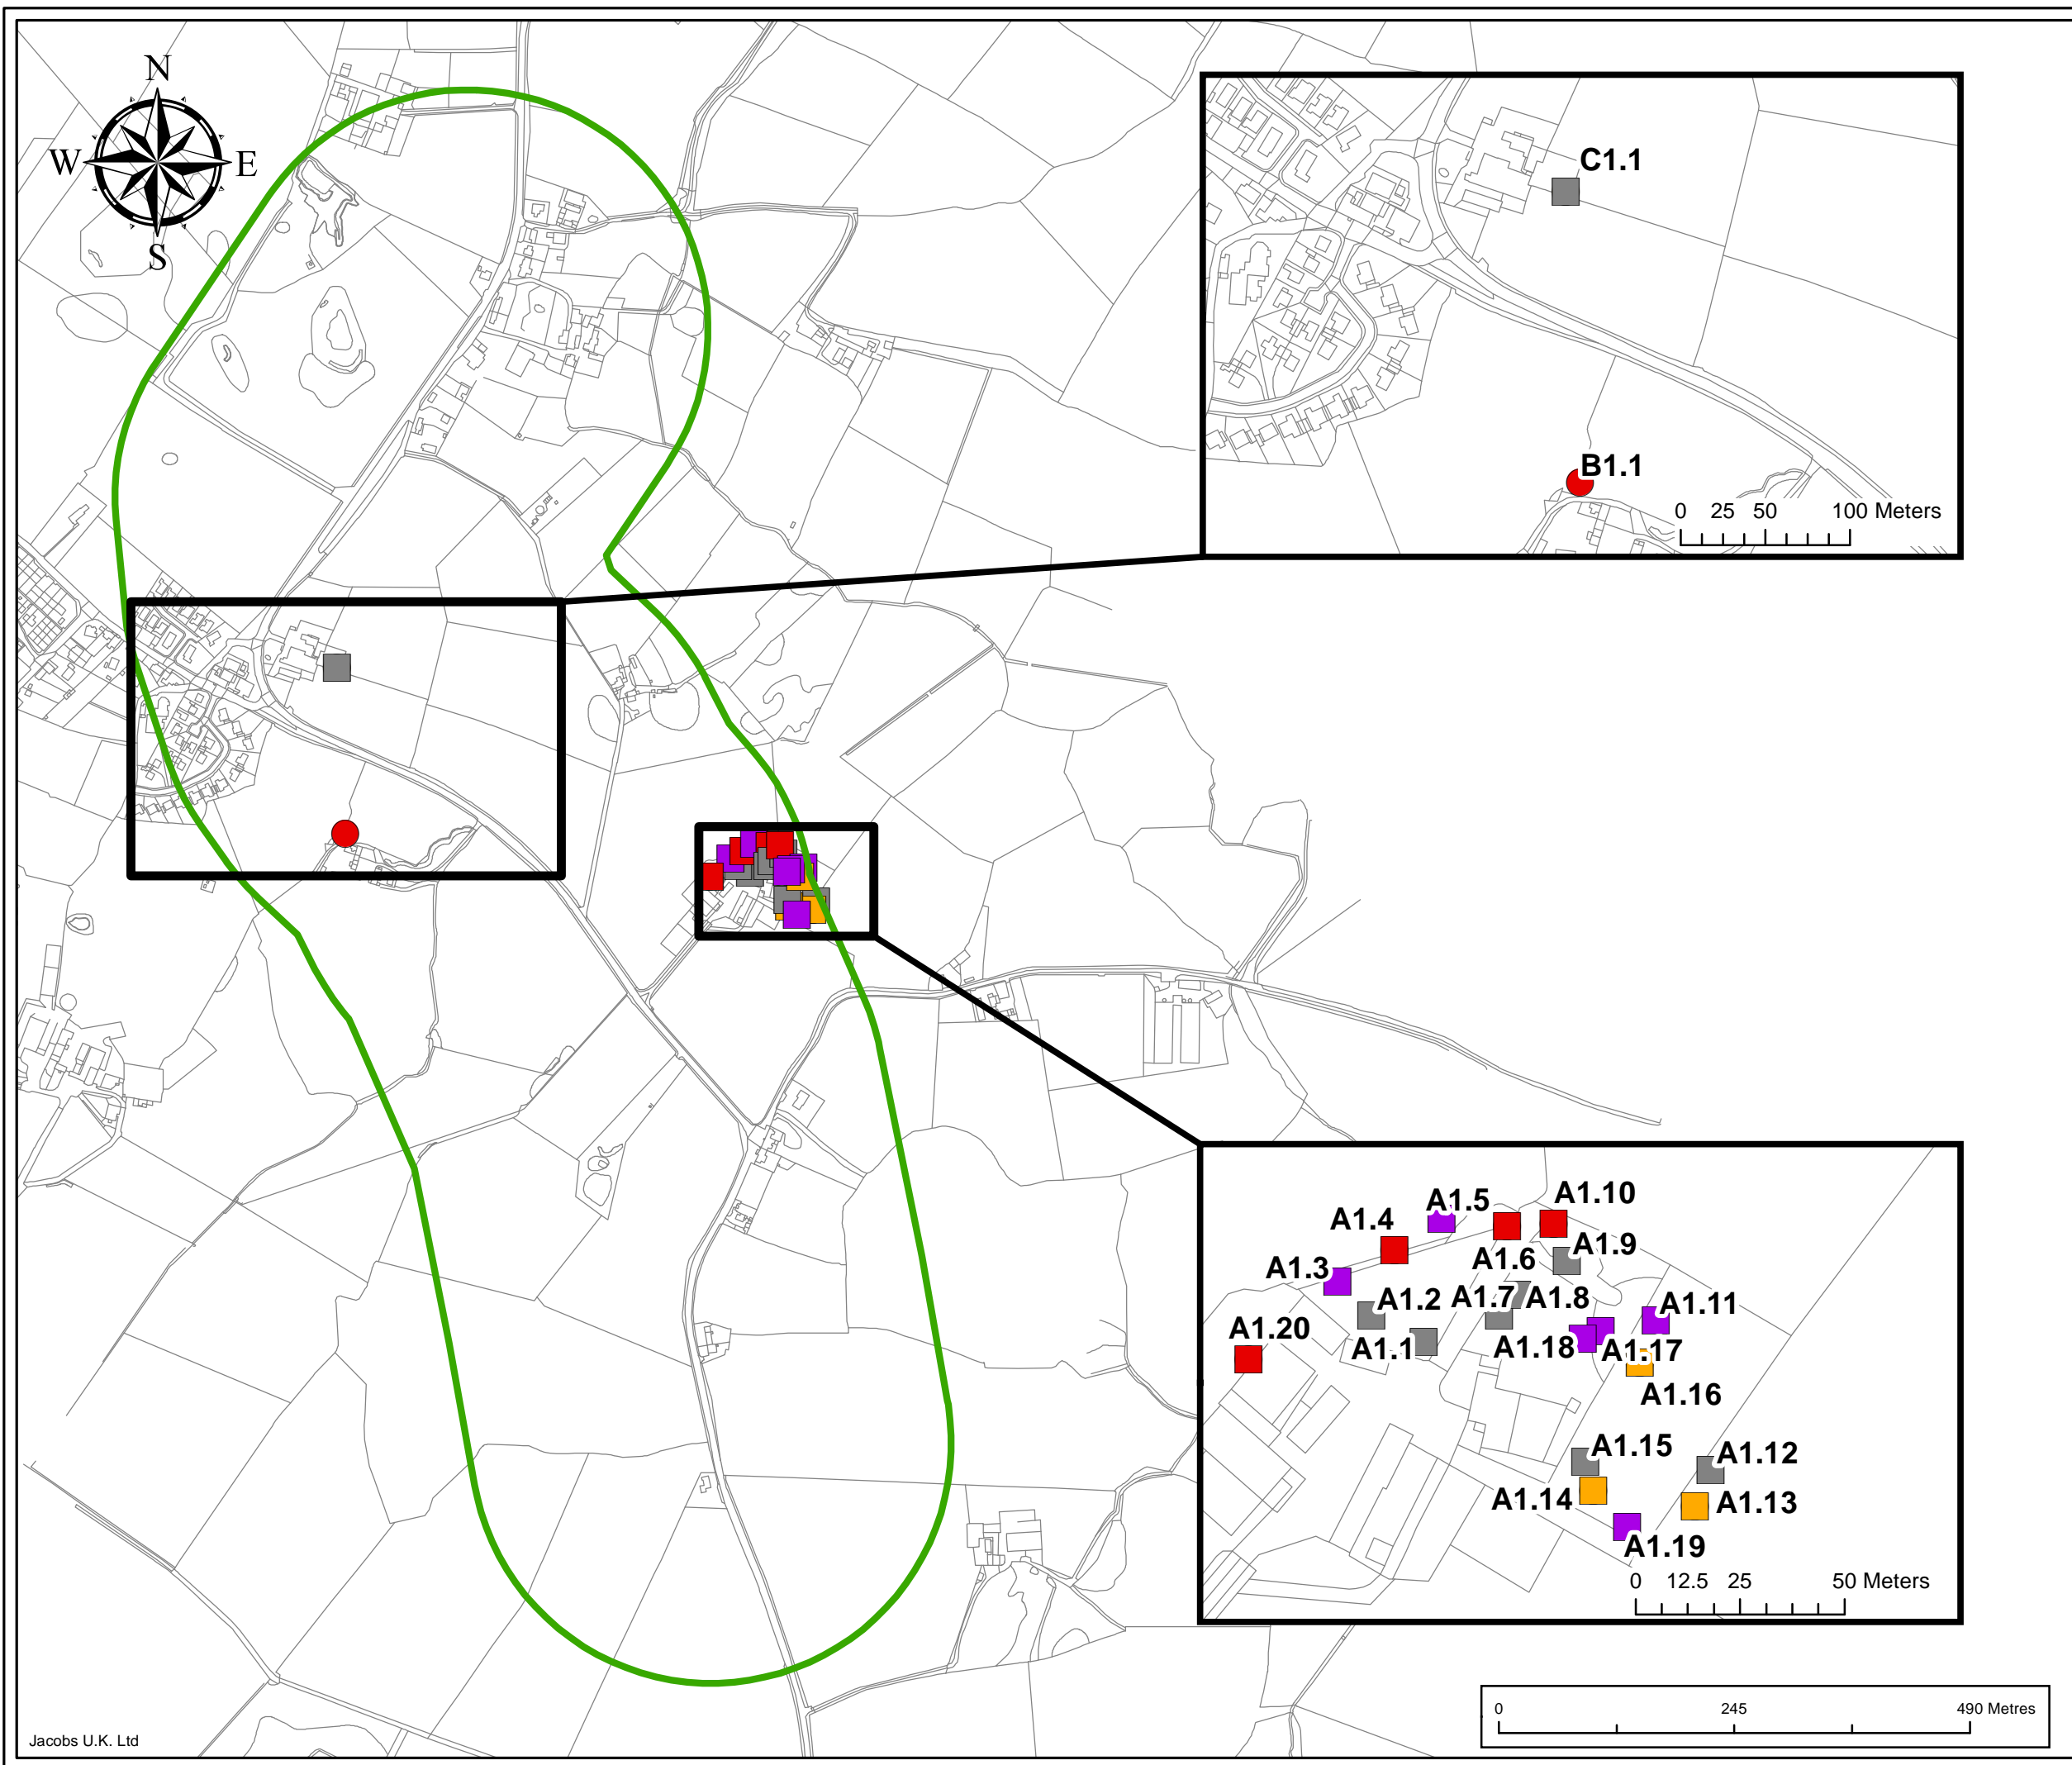 N
W E
S
C1.1
B1.1
0 25 50 100 Meters
A1.5 A1.10
A1.4
A1.6 A1.9
A1.3
A1.2 A1.7 A1.8 A1.11
A1.20
A1.1 A1.18 A1.17
A1.16
A1.15 A1.12
A1.14 A1.13
A1.19
0 12.5 25 50 Meters
0 245 490 Metres
Jacobs U.K. Ltd